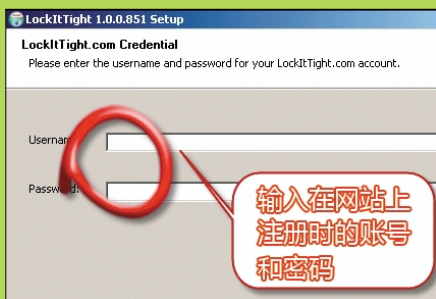 LockItTight 1.0.0.851 Setup
LockItTight.com Credential
Please enter the username and password for your LockItTight.com account.
Username:
Password:
输入在网站上
注册时的账号
和密码